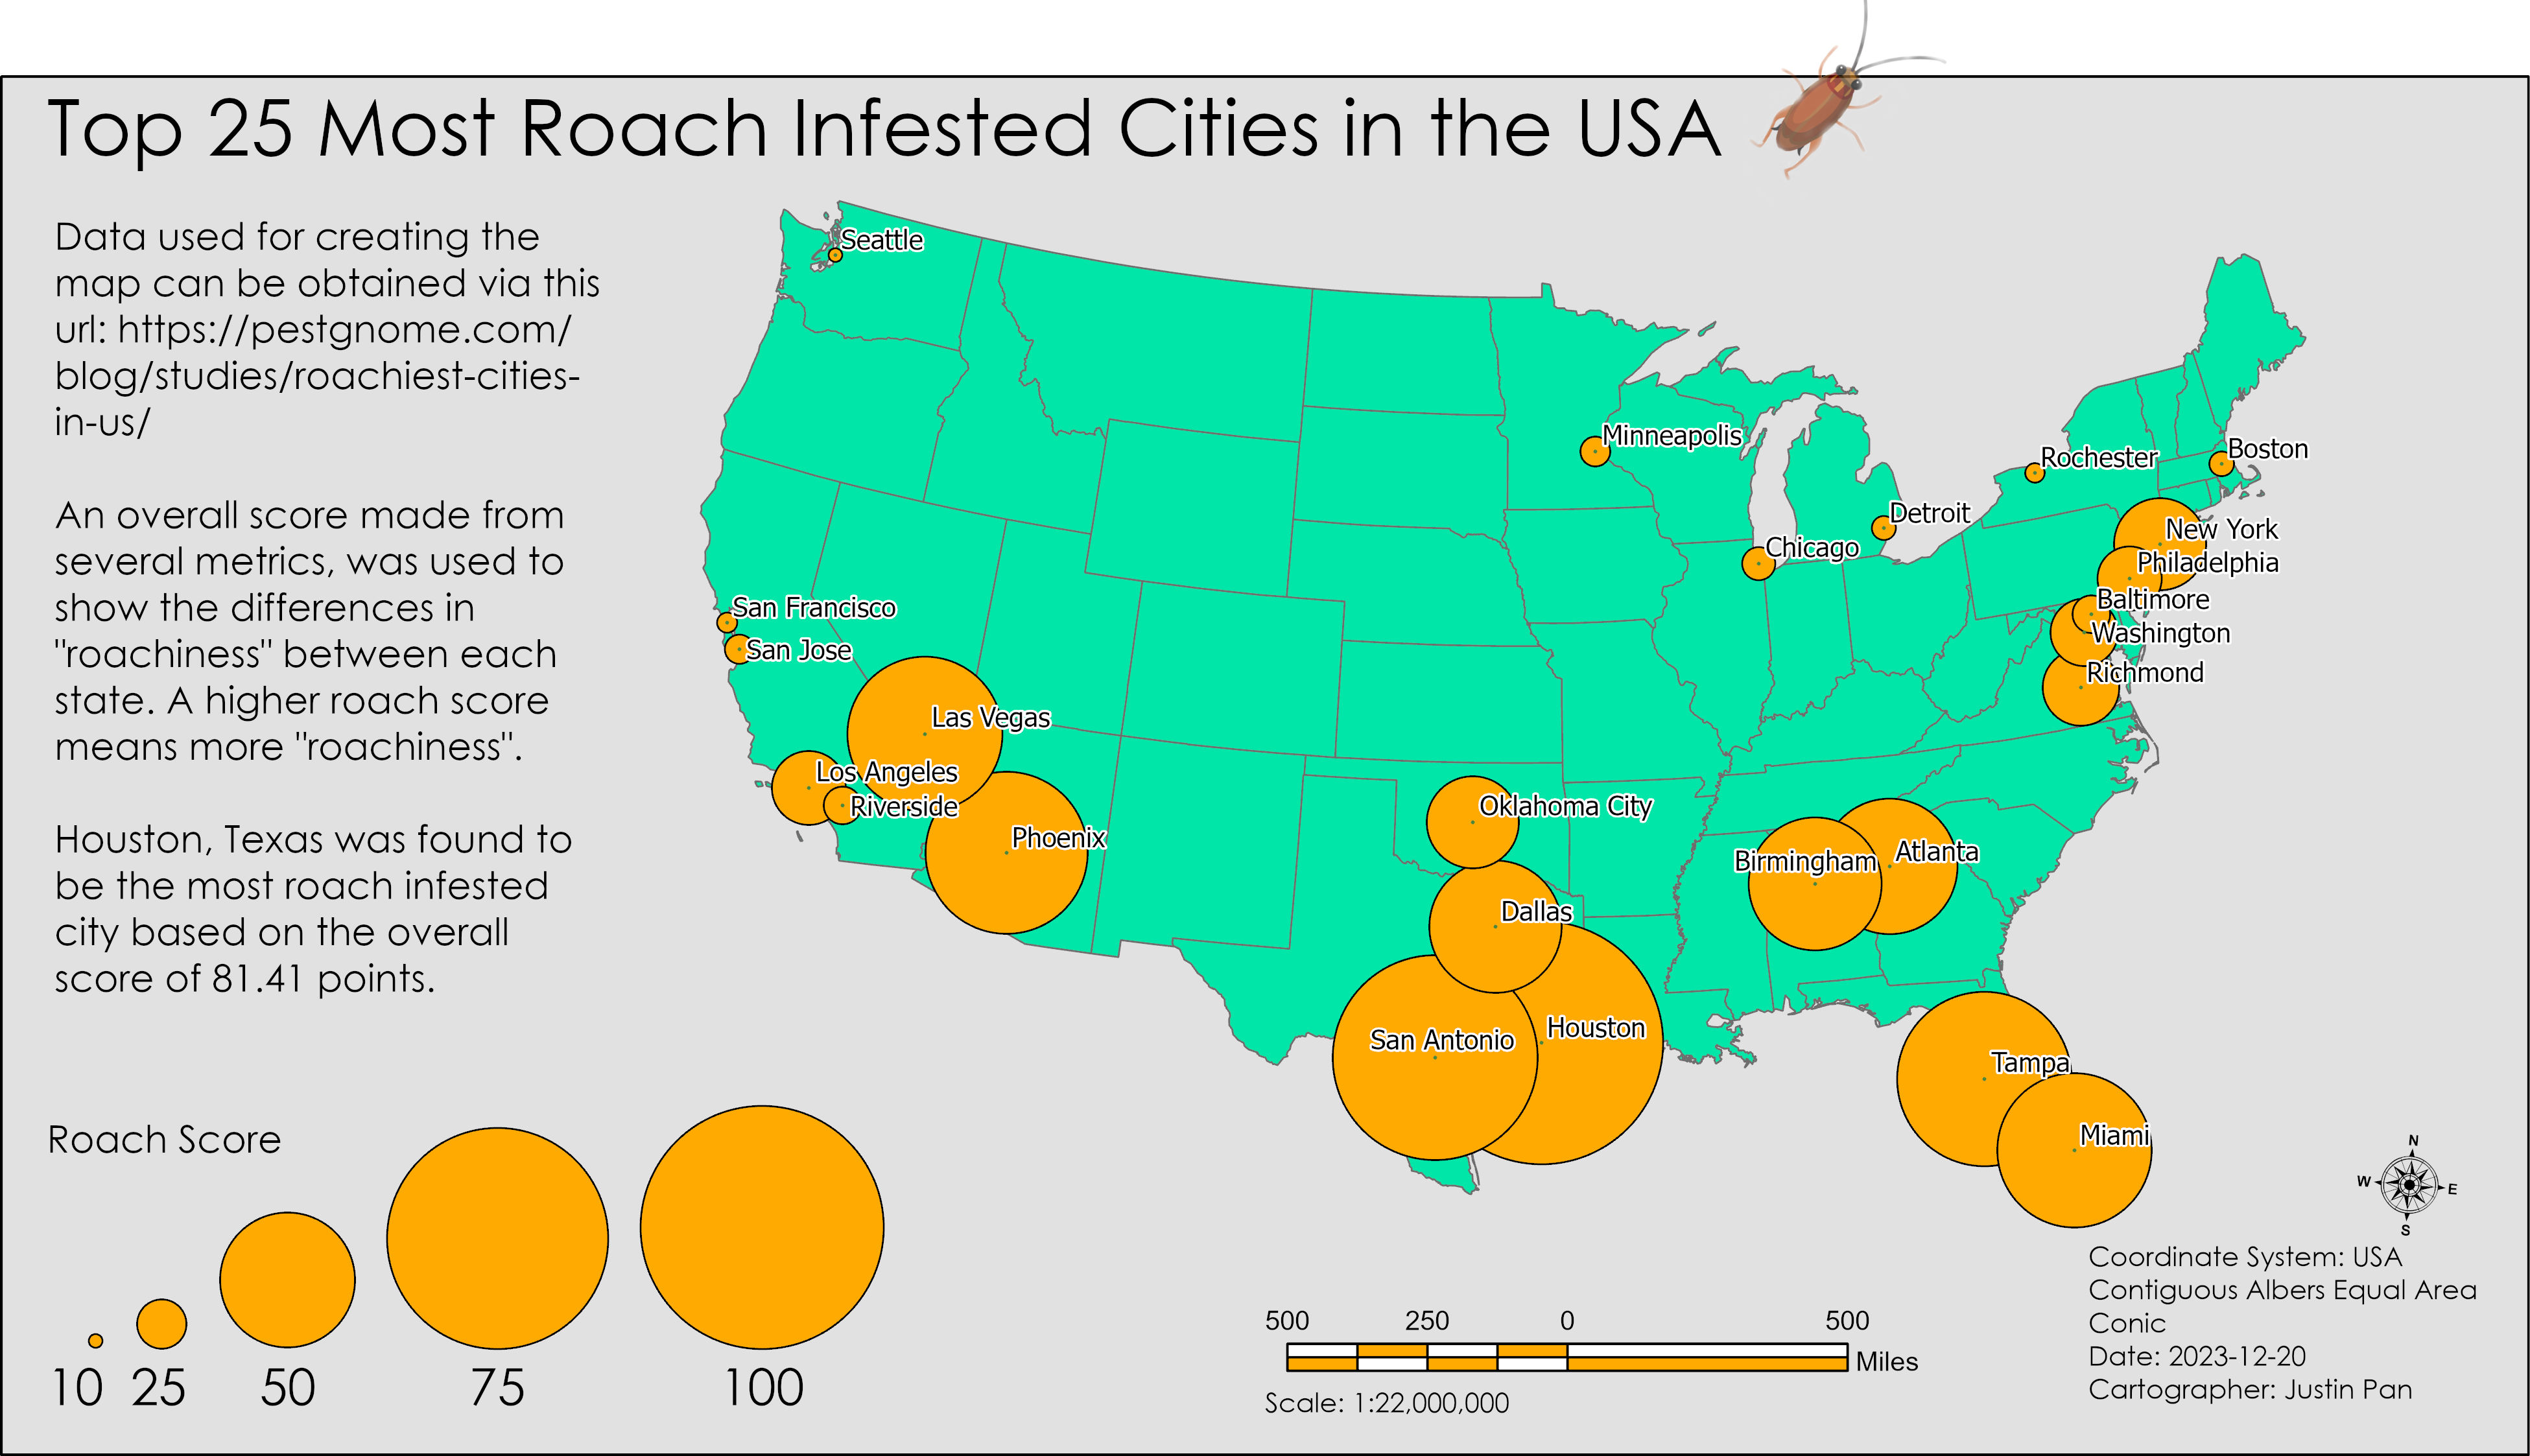 Top 25 Most Roach Infested Cities in the USA
Data used for creating the
map can be obtained via this
url: https://pestgnome.com/
blog/studies/roachiest-cities-
in-us/
An overall score made from
several metrics, was used to
show the differences in
"roachiness" between each
state. A higher roach score
means more "roachiness".
Houston, Texas was found to
be the most roach infested
city based on the overall
score of 81.41 points.
Seattle
Minneapolis
Boston
Rochester
Detroit
New York
Chicago
Philadelphia
Baltimore
San Francisco
Washington
San Jose
Richmond
Las Vegas
Los Angeles
Riverside
Oklahoma City
Phoenix
Atlanta
Birmingham
Dallas
Houston
San Antonio
Tampa
Miami
Roach Score
10 25 50 75 100
N
W E
S
500 250 0 500
Miles
Scale: 1:22,000,000
Coordinate System: USA
Contiguous Albers Equal Area
Conic
Date: 2023-12-20
Cartographer: Justin Pan